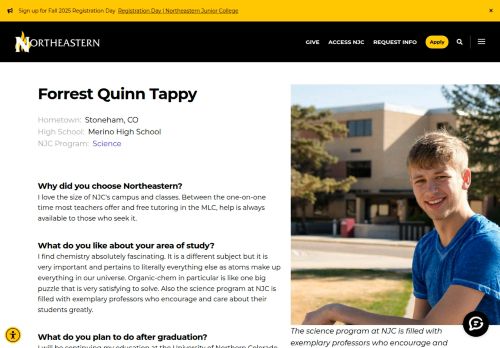 Sign up for Fall 2025 Registration Day Registration Day | Northeastern Junior College ×
NORTHEASTERN
GIVE ACCESS NJC REQUEST INFO Apply
Forrest Quinn Tappy
Hometown: Stoneham, CO
High School: Merino High School
NJC Program: Science
Why did you choose Northeastern?
I love the size of NJC's campus and classes. Between the one-on-one
time most teachers offer and free tutoring in the MLC, help is always
available to those who seek it.
What do you like about your area of study?
I find chemistry absolutely fascinating. It is a different subject but it is
very important and pertains to literally everything else as atoms make up
everything in our universe. Organic-chem in particular is like one big
puzzle that is very satisfying to solve. Also the science program at NJC is
filled with exemplary professors who encourage and care about their
students greatly.
What do you plan to do after graduation?
I will be continuing my education at the University of Northern Colorado
The science program at NJC is filled with
exemplary professors who encourage and